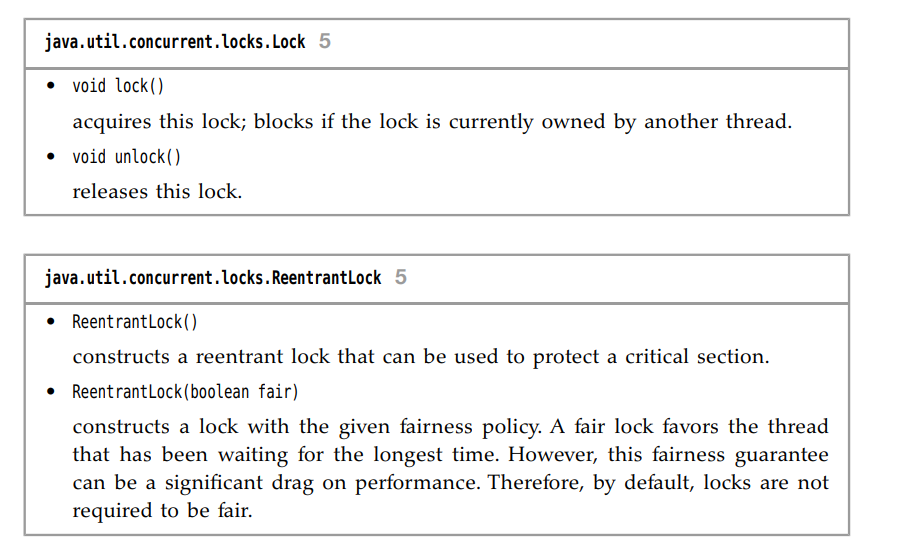 java.util.concurrent.locks.Lock 5
• void lock()
acquires this lock; blocks if the lock is currently owned by another thread.
• void unlock()
releases this lock.
java.util.concurrent.locks.ReentrantLock 5
• ReentrantLock()
constructs a reentrant lock that can be used to protect a critical section.
• ReentrantLock(boolean fair)
constructs a lock with the given fairness policy. A fair lock favors the thread
that has been waiting for the longest time. However, this fairness guarantee
can be a significant drag on performance. Therefore, by default, locks are not
required to be fair.